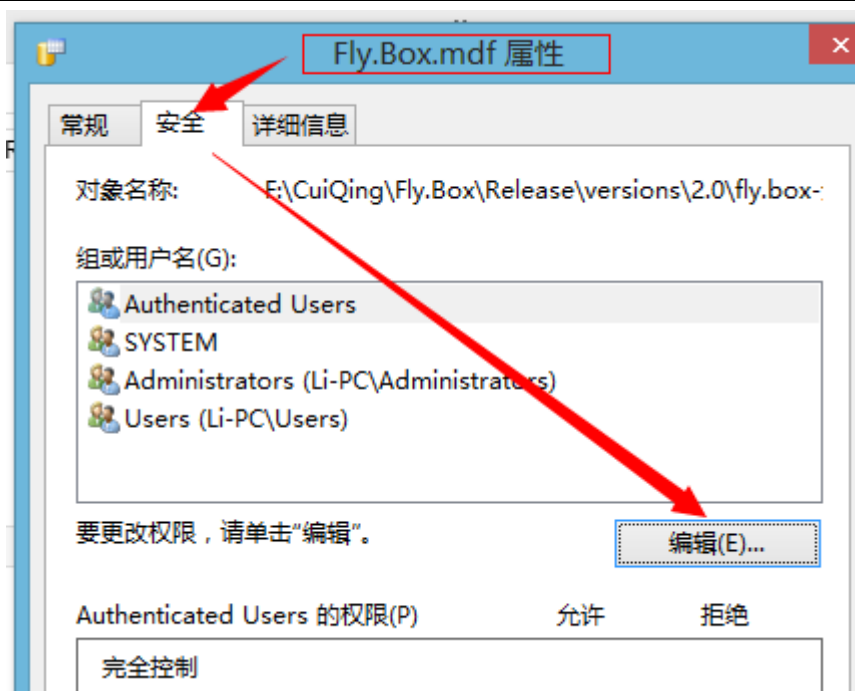 Fly.Box.mdf 属性
常规 安全 详细信息
对象名称: F:\CuiQing\Fly.Box\Release\versions\2.0\fly.box-
组或用户名(G):
Authenticated Users
SYSTEM
Administrators (Li-PC\Administrators)
Users (Li-PC\Users)
要更改权限，请单击“编辑”。
编辑(E)...
Authenticated Users 的权限(P) 允许 拒绝
完全控制